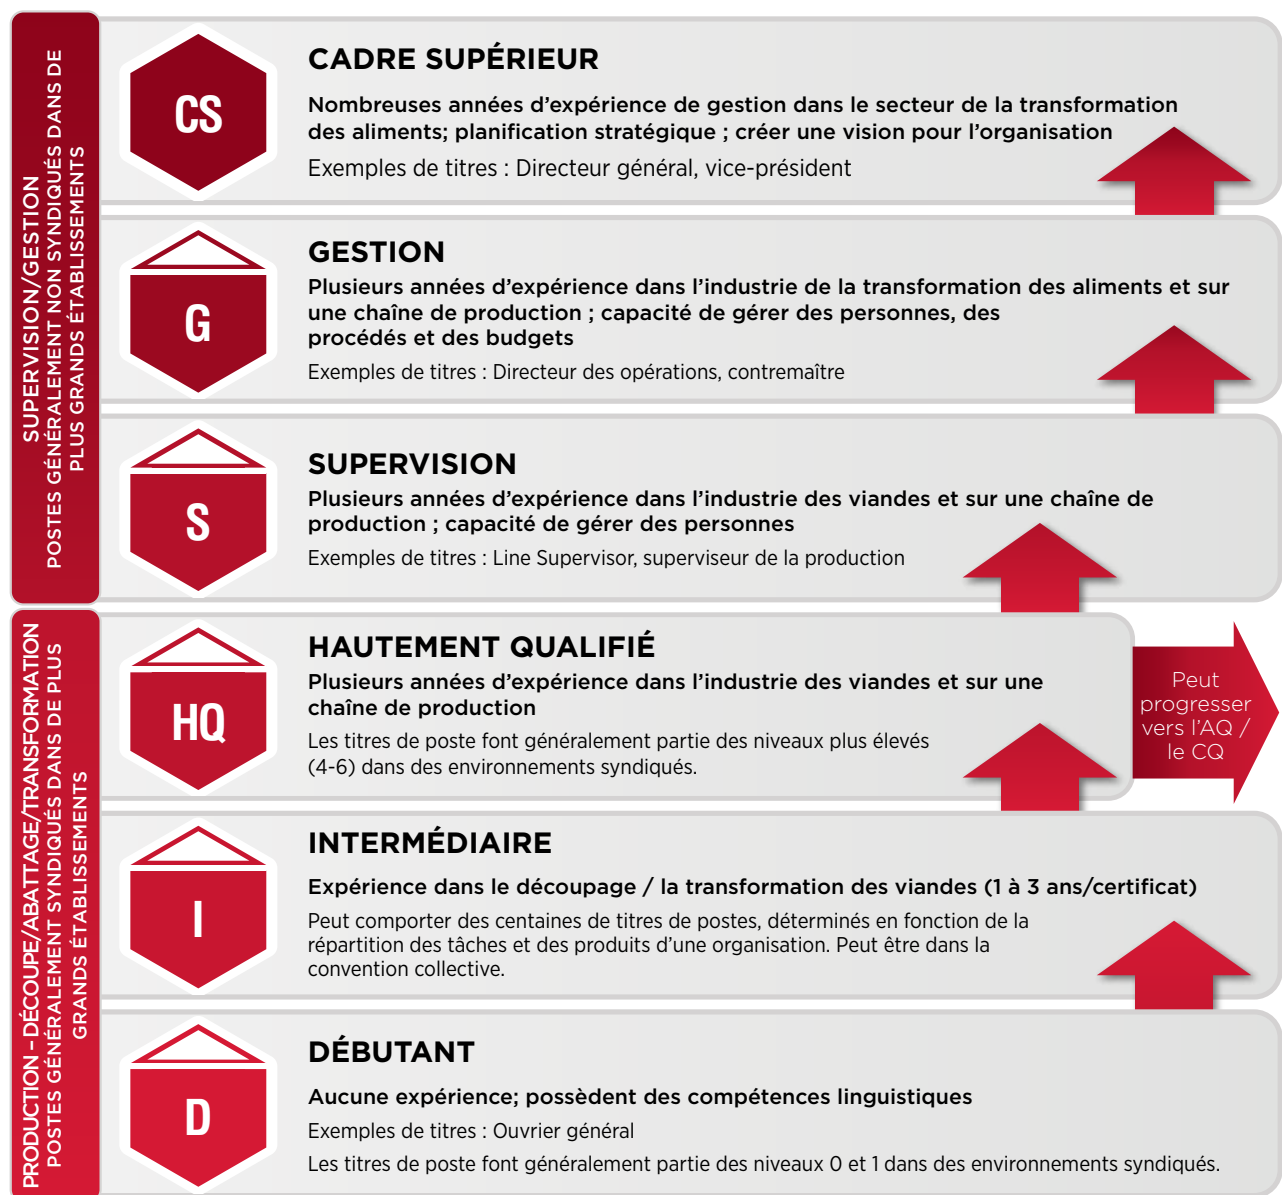 SUPERVISION/GESTION
POSTES GÉNÉRALEMENT NON SYNDIQUÉS DANS DE
PLUS GRANDS ÉTABLISSEMENTS
CS
CADRE SUPÉRIEUR
Nombreuses années d’expérience de gestion dans le secteur de la transformation
des aliments; planification stratégique ; créer une vision pour l’organisation
Exemples de titres : Directeur général, vice-président
G
GESTION
Plusieurs années d’expérience dans l’industrie de la transformation des aliments et sur
une chaîne de production ; capacité de gérer des personnes, des
procédés et des budgets
Exemples de titres : Directeur des opérations, contremaître
S
SUPERVISION
Plusieurs années d’expérience dans l’industrie des viandes et sur une chaîne de
production ; capacité de gérer des personnes
Exemples de titres : Line Supervisor, superviseur de la production
PRODUCTION – DÉCOUPE/ABATTAGE/TRANSFORMATION
POSTES GÉNÉRALEMENT SYNDIQUÉS DANS DE PLUS
GRANDS ÉTABLISSEMENTS
HQ
HAUTEMENT QUALIFIÉ
Plusieurs années d’expérience dans l’industrie des viandes et sur une
chaîne de production
Les titres de poste font généralement partie des niveaux plus élevés
(4-6) dans des environnements syndiqués.
Peut
progresser
vers l’AQ /
le CQ
I
INTERMÉDIAIRE
Expérience dans le découpage / la transformation des viandes (1 à 3 ans/certificat)
Peut comporter des centaines de titres de postes, déterminés en fonction de la
répartition des tâches et des produits d’une organisation. Peut être dans la
convention collective.
D
DÉBUTANT
Aucune expérience; possèdent des compétences linguistiques
Exemples de titres : Ouvrier général
Les titres de poste font généralement partie des niveaux 0 et 1 dans des environnements syndiqués.